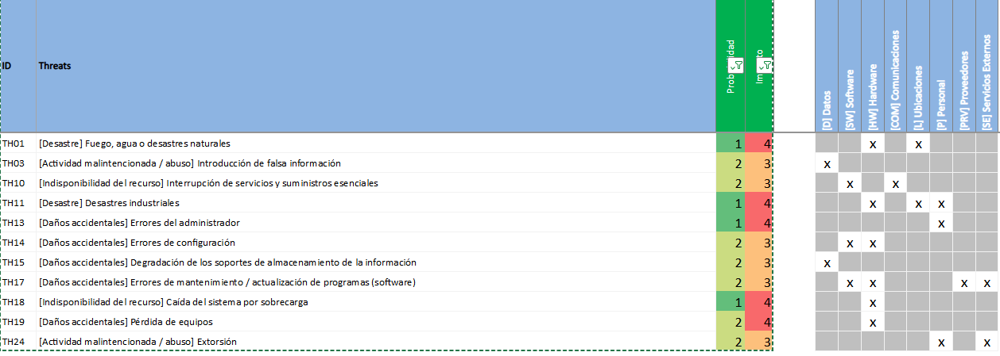 ID Threats Probabilidad Im to [D] Datos [SW] Software [HW] Hardware [COM] Comunicaciones [L] Ubicaciones [P] Personal [PRV] Proveedores [SE] Servicios Externos
TH01 [Desastre] Fuego, agua o desastres naturales 1 4 x x
TH03 [Actividad malintencionada / abuso] Introducción de falsa información 2 3 x
TH10 [Indisponibilidad del recurso] Interrupción de servicios y suministros esenciales 2 3 x x
TH11 [Desastre] Desastres industriales 1 4 x x x
TH13 [Daños accidentales] Errores del administrador 1 4 x
TH14 [Daños accidentales] Errores de configuración 2 3 x x
TH15 [Daños accidentales] Degradación de los soportes de almacenamiento de la información 2 3 x
TH17 [Daños accidentales] Errores de mantenimiento / actualización de programas (software) 2 3 x x x x
TH18 [Indisponibilidad del recurso] Caída del sistema por sobrecarga 1 4 x
TH19 [Daños accidentales] Pérdida de equipos 2 4 x
TH24 [Actividad malintencionada / abuso] Extorsión 2 3 x x